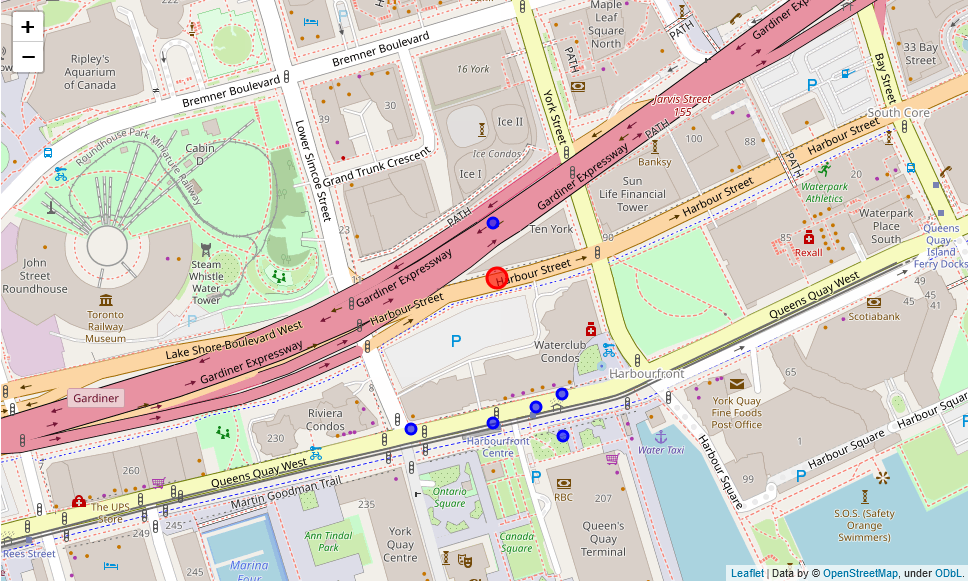 +
−
Ripley's
Aquarium
of Canada
Bremner Boulevard
Bremner Boulevard
16 York
Maple
Leaf
Square
North
PATH
PATH
Gardiner Exp
33 Bay
Street
Bay Street
P
P
Roundhouse Park Miniature Railway
Cabin
D
39
30
Lower Simcoe Street
Grand Trunk Crescent
Ice II
Ice Condos
Ice I
York Street
Jarvis Street
155
PATH
Gardiner Expressway
100
88
Banksy
Harbour Street
South Core
PATH
Sun
Life Financial
Tower
Harbour Street
Waterpark
Athletics
20
Waterpark
Place
South
85
Rexall
Queens
Quay-
Island
Ferry Docks
PATH
23
Ten York
90
John
Street
Roundhouse
Steam
Whistle
Water
Tower
Toronto
Railway
Museum
P
Gardiner Expressway
Harbour Street
Harbour Street
Lake Shore Boulevard West
Gardiner Expressway
Gardiner
P
Waterclub
Condos
Queens Quay West
Scotiabank
45
49
41
Harbourfront
65
York Quay
Fine Foods
Post Office
Riviera
Condos
230
260
7
Queens Quay West
Martin Goodman Trail
The UPS
Store
249
245
245
Rees Street
235
Harbourfront
Centre
Ontario
Square
P
RBC
207
Water Taxi
Harbour Square
Harbour Square
Harbour Squar
1
P
P
99
S.O.S. (Safety
Orange
Swimmers)
Ann Tindal
Park
York
Quay
Centre
Canada
Square
Queen's
Quay
Terminal
Marina
Four
Leaflet | Data by © OpenStreetMap, under ODbL.